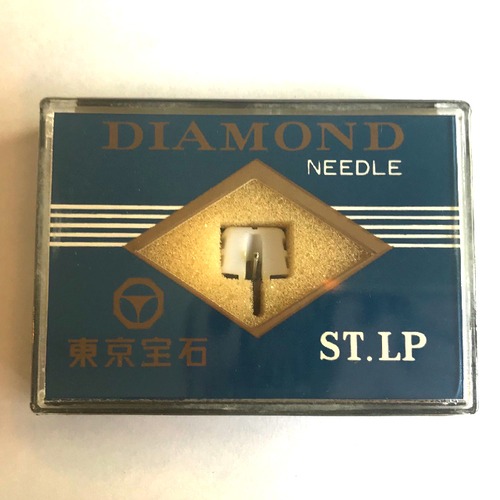 DIAMOND
NEEDLE
東京宝石
ST.LP